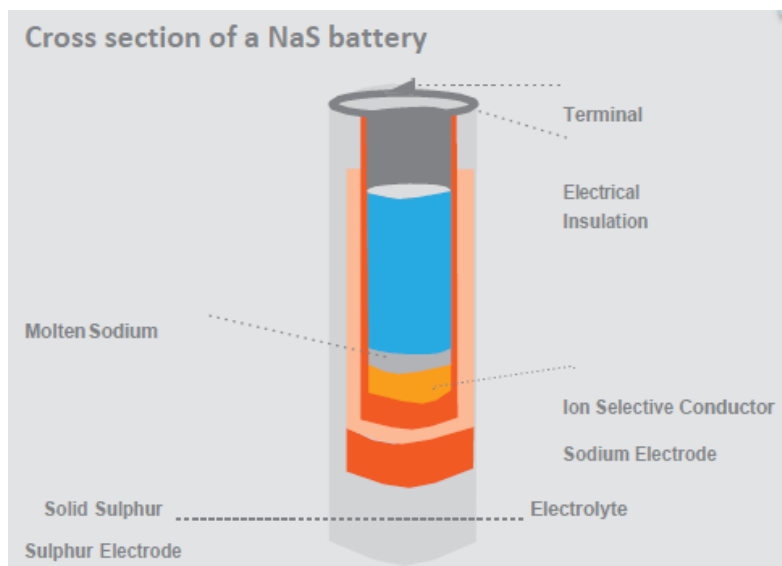 Cross section of a NaS battery
Terminal
Electrical
Insulation
Molten Sodium
Ion Selective Conductor
Sodium Electrode
Solid Sulphur
Electrolyte
Sulphur Electrode